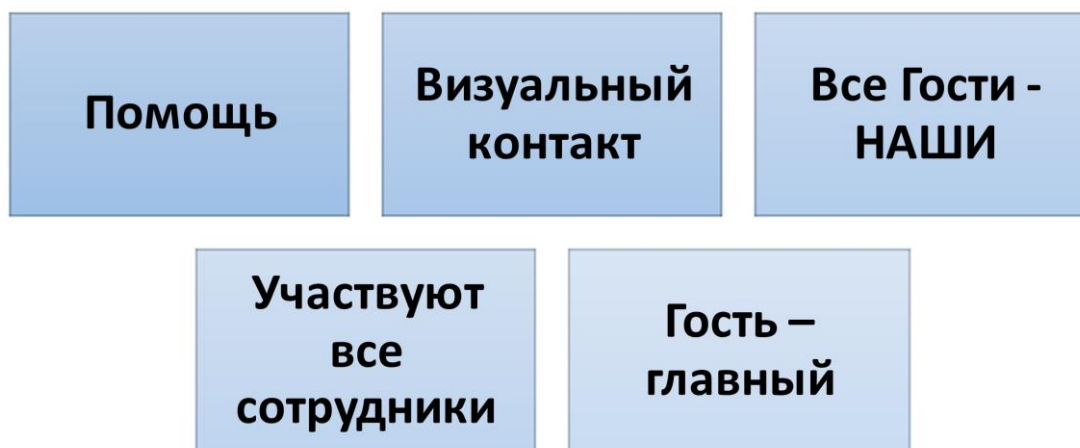 Помощь
Визуальный
контакт
Все Гости -
НАШИ
Участвуют
все
сотрудники
Гость –
главный